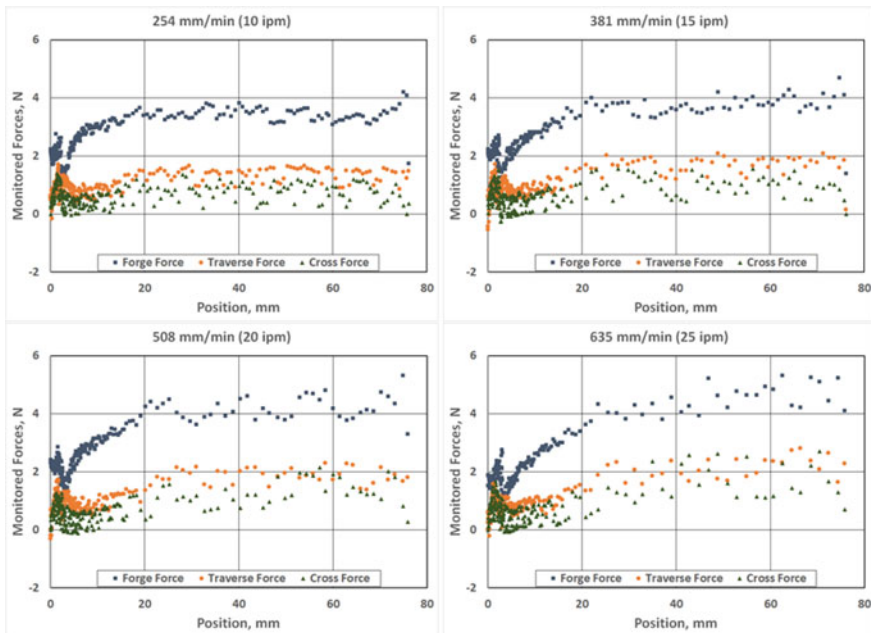 254 mm/min (10 ipm)
6
4
2
0
-2
Monitored Forces, N
0 20 40 60 80
Forge Force Traverse Force Cross Force
Position, mm
381 mm/min (15 ipm)
6
4
2
0
-2
Monitored Forces, N
0 20 40 60 80
Forge Force Traverse Force Cross Force
Position, mm
508 mm/min (20 ipm)
6
4
2
0
-2
Monitored Forces, N
0 20 40 60 80
Forge Force Traverse Force Cross Force
Position, mm
635 mm/min (25 ipm)
6
4
2
0
-2
Monitored Forces, N
0 20 40 60 80
Forge Force Traverse Force Cross Force
Position, mm